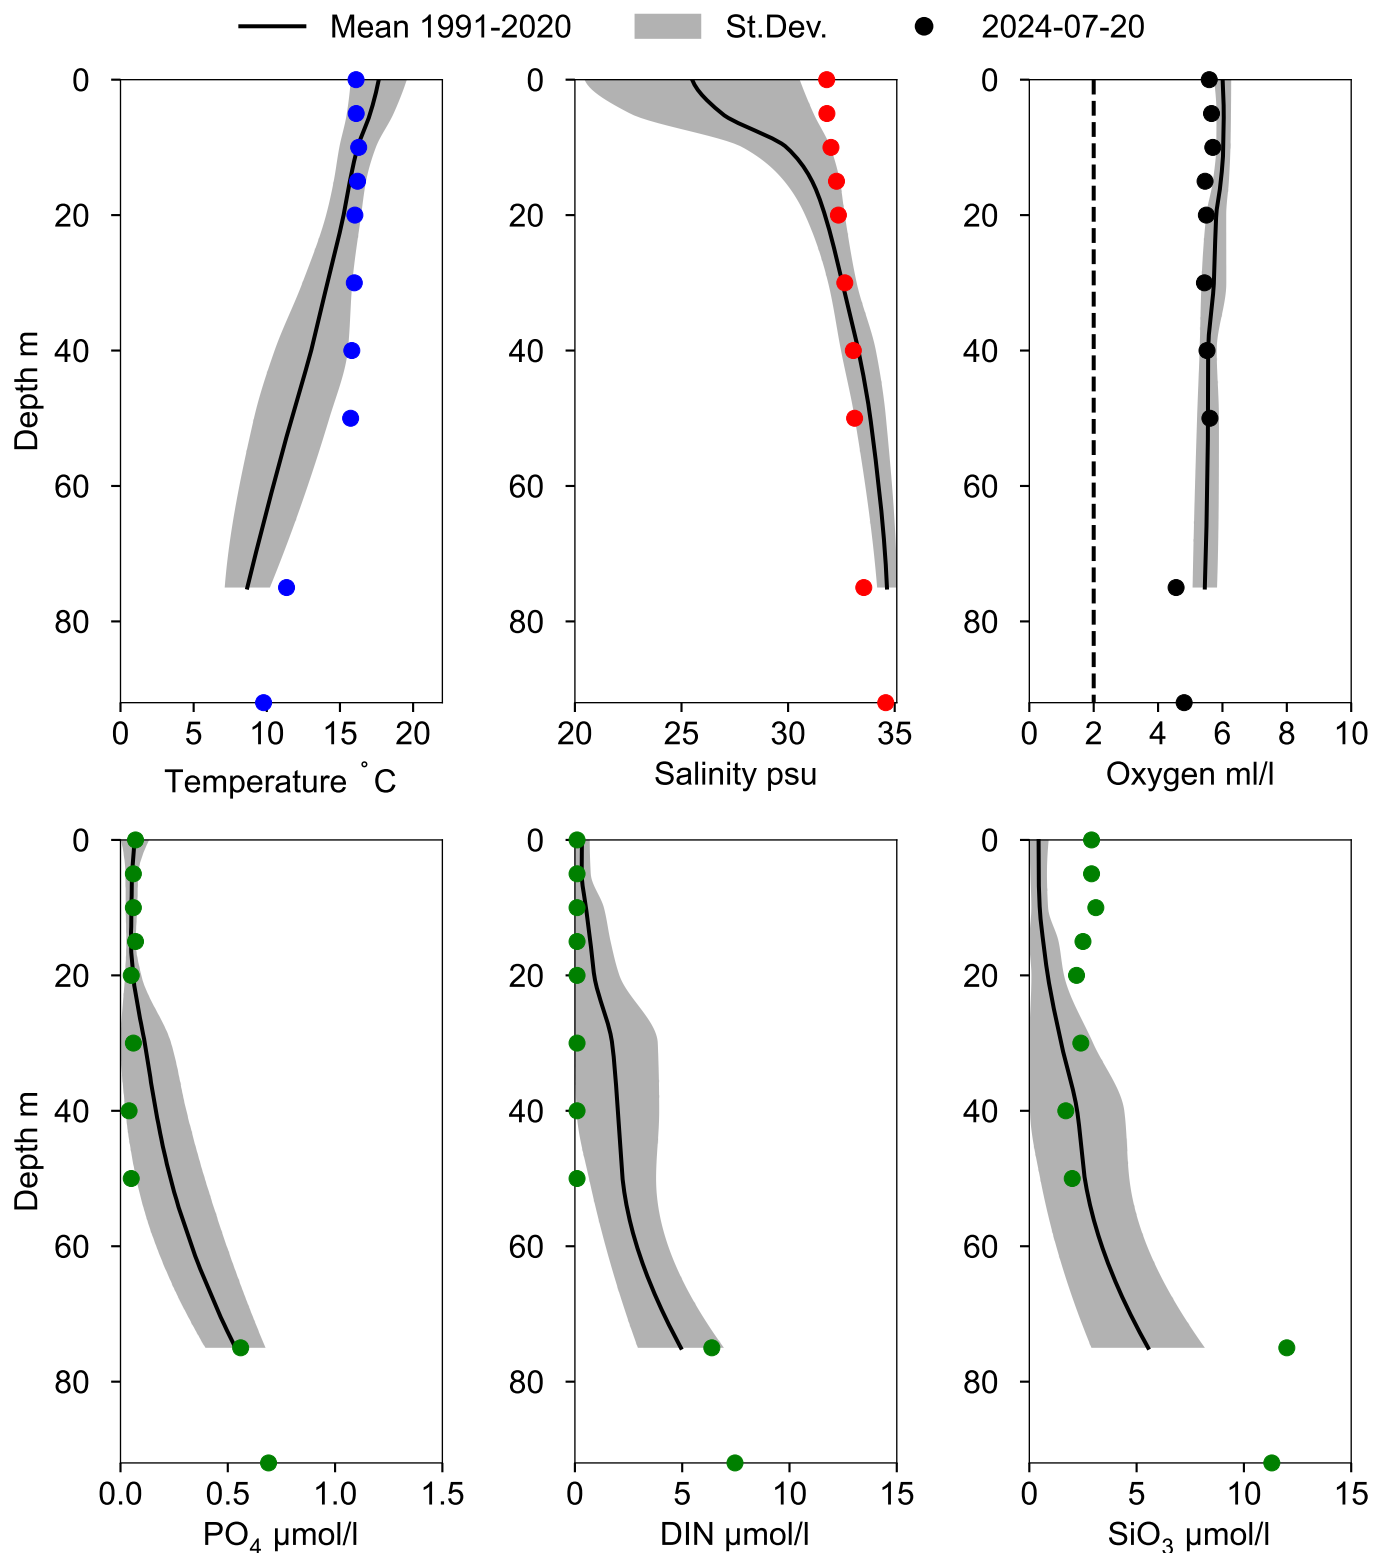 Mean 1991-2020 St.Dev. 2024-07-20
0 0 0
20 20 20
40 40 40
60 60 60
80 80 80
Depth m
0 5 10 15 20 20 25 30 35 0 2 4 6 8 10
Temperature °C Salinity psu Oxygen ml/l
0 0 0
20 20 20
40 40 40
60 60 60
80 80 80
Depth m
0.0 0.5 1.0 1.5 0 5 10 15 0 5 10 15
PO₄ µmol/l DIN µmol/l SiO₃ µmol/l